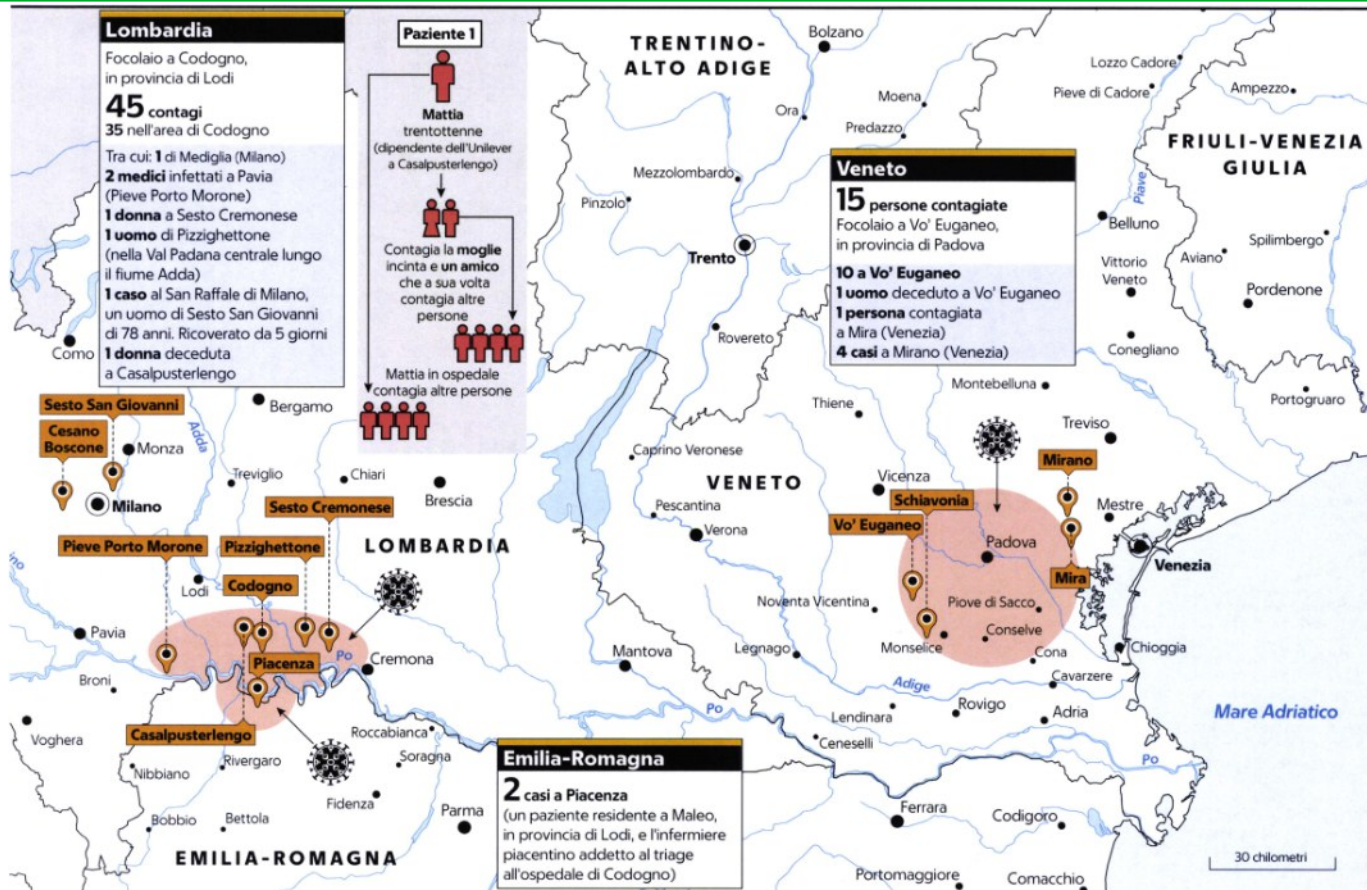 Lombardia
Focolaio a Codogno,
in provincia di Lodi
45 contagi
35 nell'area di Codogno
Tra cui: 1 di Mediglia (Milano)
2 medici infettati a Pavia
(Pieve Porto Morone)
1 donna a Sesto Cremonese
1 uomo di Pizzighettone
(nella Val Padana centrale lungo
il fiume Adda)
1 caso al San Raffale di Milano,
un uomo di Sesto San Giovanni
di 78 anni. Ricoverato da 5 giorni
1 donna deceduta
a Casalpusterlengo
Paziente 1
Mattia
trentottenne
(dipendente dell'Unilever
a Casalpusterlengo)
Contagia la moglie
incinta e un amico
che a sua volta
contagia altre
persone
Mattia in ospedale
contagia altre persone
TRENTINO-
ALTO ADIGE
Bolzano
Ora
Moena
Predazzo
Mezzolombardo
Pinzolo
Trento
Rovereto
Lozzo Cadore
Pieve di Cadore
Ampezzo
FRIULI-VENEZIA
GIULIA
Piave
Belluno
Vittorio
Veneto
Aviano
Spilimbergo
Pordenone
Conegliano
Portogruaro
Veneto
15 persone contagiate
Focolaio a Vo' Euganeo,
in provincia di Padova
10 a Vo' Euganeo
1 uomo deceduto a Vo' Euganeo
1 persona contagiata
a Mira (Venezia)
4 casi a Mirano (Venezia)
Como
Bergamo
Sesto San Giovanni
Cesano
Boscone
Monza
Adda
Milano
Treviglio
Chiari
Brescia
Sesto Cremonese
Pieve Porto Morone
Pizzighettone
LOMBARDIA
Lodi
Codogno
Pavia
Piacenza
Po
Cremona
Broni
Casalpusterlengo
Voghera
Nibbiano
Rivergaro
Roccabianca
Soragna
Fidenza
Bobbio
Bettola
Parma
EMILIA-ROMAGNA
Montebelluna
Thiene
Treviso
Caprino Veronese
Vicenza
Mirano
VENETO
Schiavonia
Mestre
Pescantina
Verona
Vo' Euganeo
Padova
Venezia
Mira
Noventa Vicentina
Piove di Sacco
Monselice
Conselve
Mantova
Legnago
Cona
Chioggia
Adige
Cavarzere
Po
Lendinara
Rovigo
Adria
Mare Adriatico
Ceneselli
Po
Emilia-Romagna
2 casi a Piacenza
(un paziente residente a Maleo,
in provincia di Lodi, e l'infermiere
piacentino addetto al triage
all'ospedale di Codogno)
Ferrara
Codigoro
Portomaggiore
Comacchio
30 chilometri